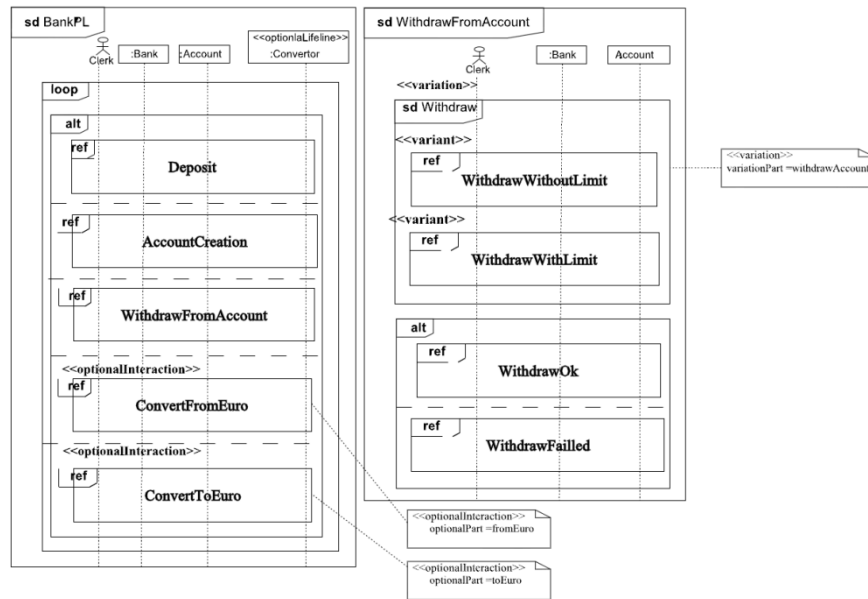 sd BankPL
<<optionlaLifeline>>
Clerk
:Bank
:Account
:Convertor
loop
alt
ref
Deposit
ref
AccountCreation
ref
WithdrawFromAccount
<<optionalInteraction>>
ref
ConvertFromEuro
<<optionalInteraction>>
ref
ConvertToEuro
sd WithdrawFromAccount
Clerk
:Bank
Account
<<variation>>
sd Withdraw
<<variant>>
ref
WithdrawWithoutLimit
<<variant>>
ref
WithdrawWithLimit
alt
ref
WithdrawOk
ref
WithdrawFailled
<<variation>>
variationPart =withdrawAccount
<<optionalInteraction>>
optionalPart =fromEuro
<<optionalInteraction>>
optionalPart =toEuro